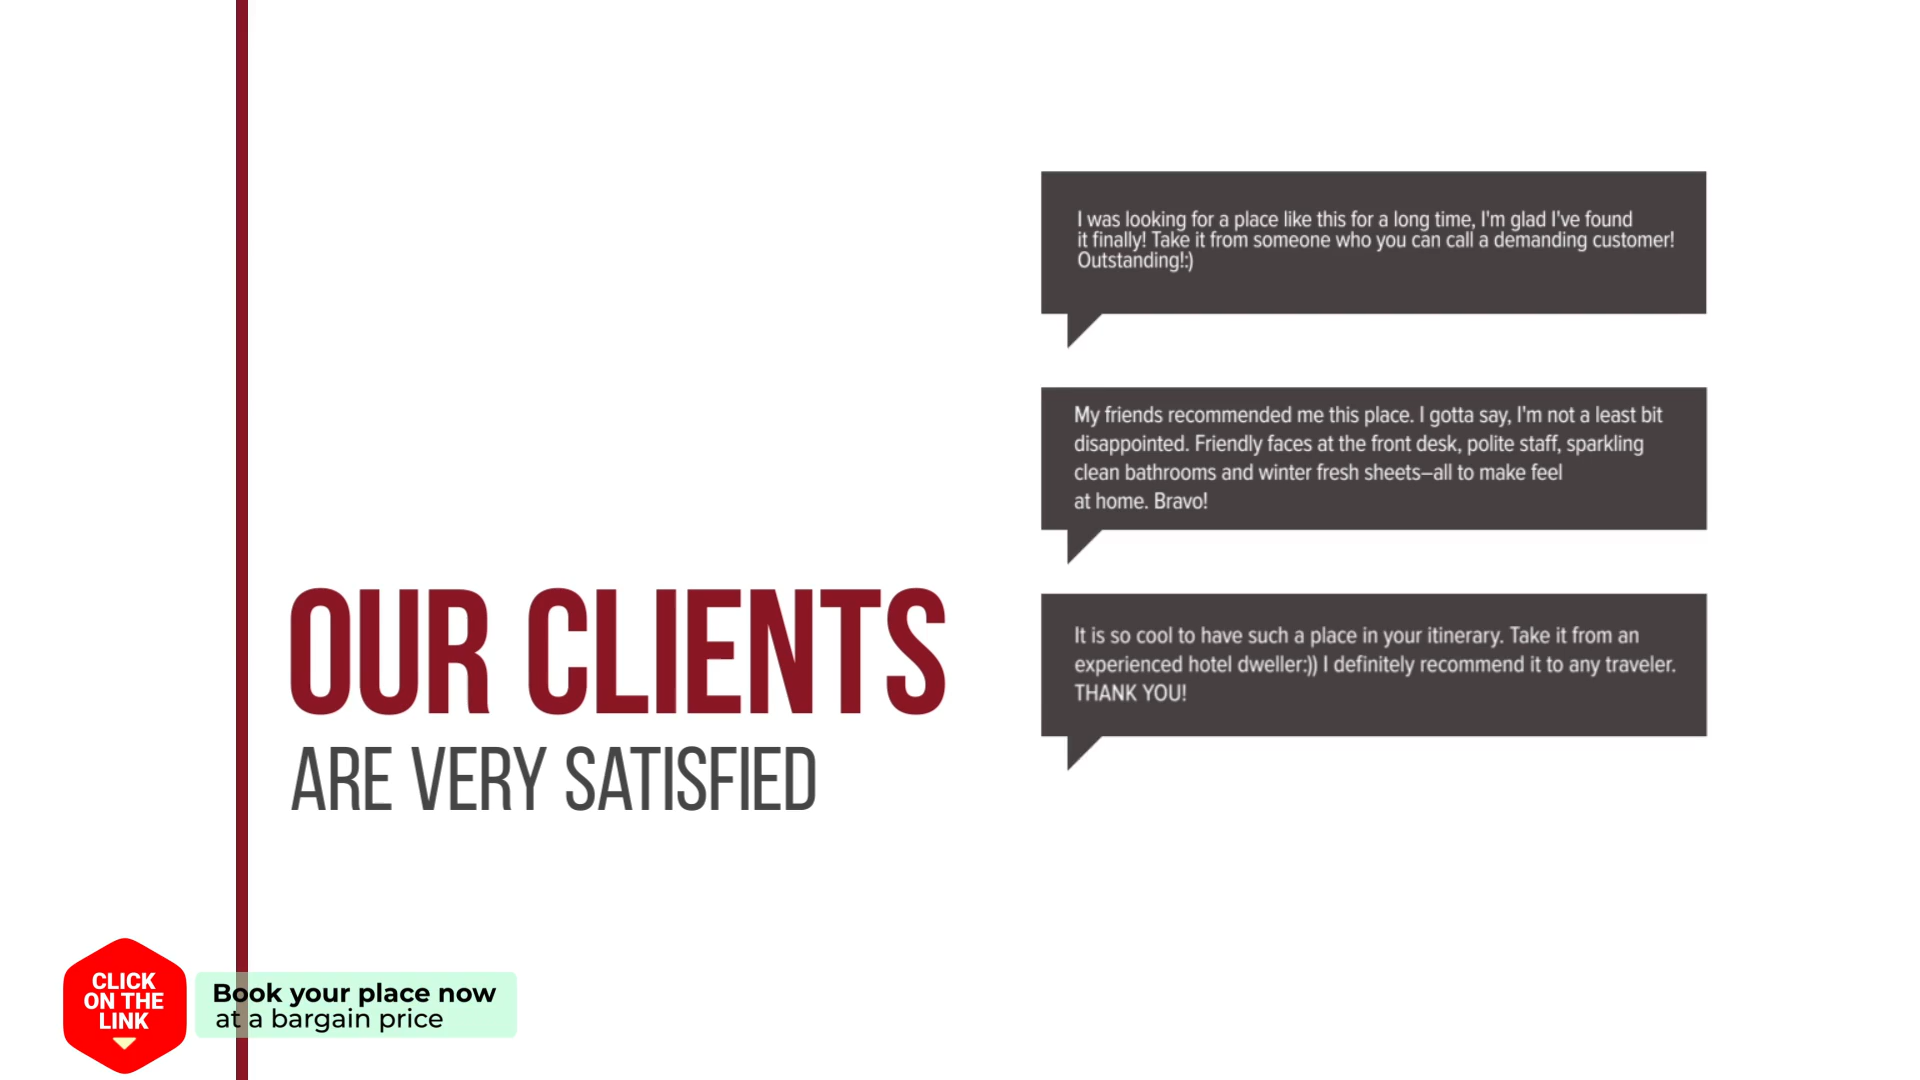 I was looking for a place like this for a long time, I'm glad I've found
it finally! Take it from someone who you can call a demanding customer!
Outstanding!:)
My friends recommended me this place. I gotta say, I'm not a least bit
disappointed. Friendly faces at the front desk, polite staff, sparkling
clean bathrooms and winter fresh sheets–all to make feel
at home. Bravo!
OUR CLIENTS
ARE VERY SATISFIED
It is so cool to have such a place in your itinerary. Take it from an
experienced hotel dweller:)) I definitely recommend it to any traveler.
THANK YOU!
CLICK
ON THE
LINK
Book your place now
at a bargain price